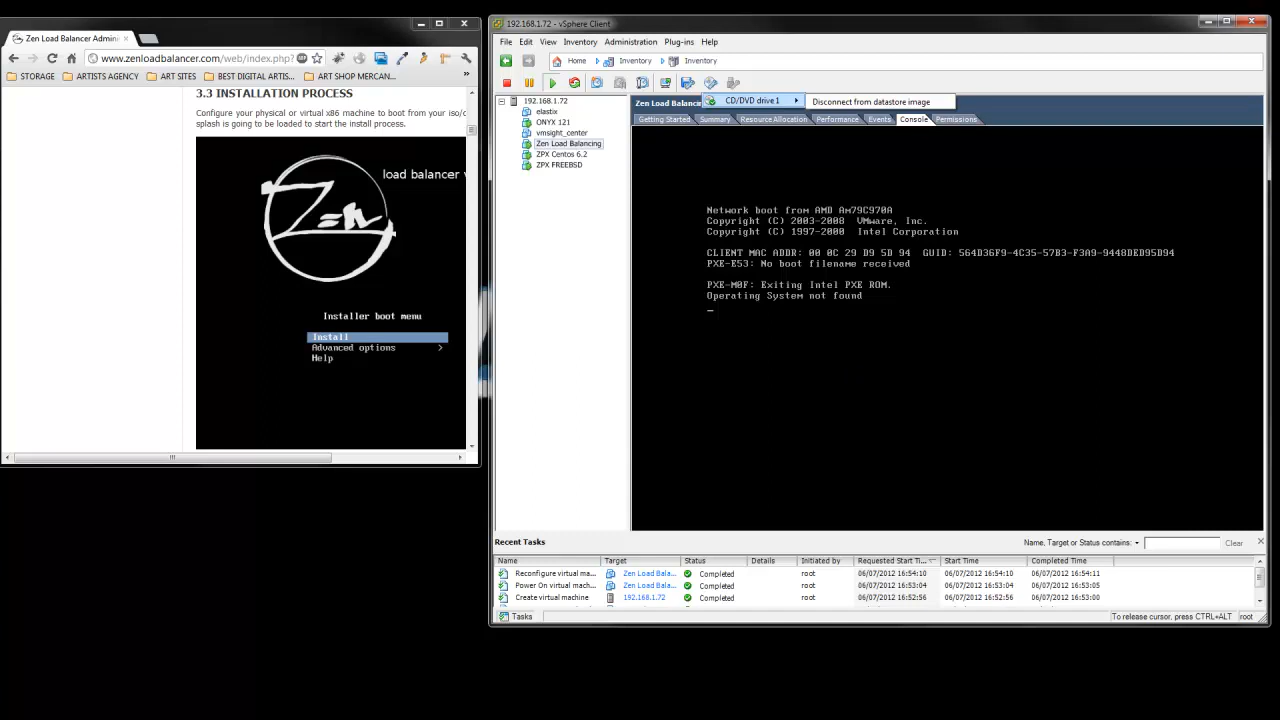 Zen Load Balancer Admin
www.zenloadbalancer.com/web/index.php?
STORAGE
ARTISTS AGENCY
ART SITES
BEST DIGITAL ARTIS...
ART SHOP MERCAN...
»
3.3 INSTALLATION PROCESS
Configure your physical or virtual x86 machine to boot from your iso/c
splash is going to be loaded to start the install process.
Zen
load balancer v
Installer boot menu
Install
Advanced options >
Help
192.168.1.72 - vSphere Client
File Edit View Inventory Administration Plug-ins Help
Home Inventory Inventory
CD/DVD drive 1
Disconnect from datastore image
192.168.1.72
elastix
ONYX 121
vmsight_center
Zen Load Balancing
ZPX Centos 6.2
ZPX FREEBSD
Zen Load Balancin
Getting Started Summary Resource Allocation Performance Events Console Permissions
Network boot from AMD Am79C970A
Copyright (C) 2003-2008 VMware, Inc.
Copyright (C) 1997-2000 Intel Corporation
CLIENT MAC ADDR: 00 0C 29 D9 5D 94 GUID: 564D36F9-4C35-57B3-F3A9-9448DED95D94
PXE-E53: No boot filename received
PXE-M0F: Exiting Intel PXE ROM.
Operating System not found
_
Recent Tasks
Name, Target or Status contains: Clear
Name Target Status Details Initiated by Requested Start Ti... Start Time Completed Time
Reconfigure virtual ma... Zen Load Bala... Completed root 06/07/2012 16:54:10 06/07/2012 16:54:10 06/07/2012 16:54:11
Power On virtual mach... Zen Load Bala... Completed root 06/07/2012 16:53:04 06/07/2012 16:53:04 06/07/2012 16:53:05
Create virtual machine 192.168.1.72 Completed root 06/07/2012 16:52:56 06/07/2012 16:52:56 06/07/2012 16:53:00
Tasks
To release cursor, press CTRL+ALT root